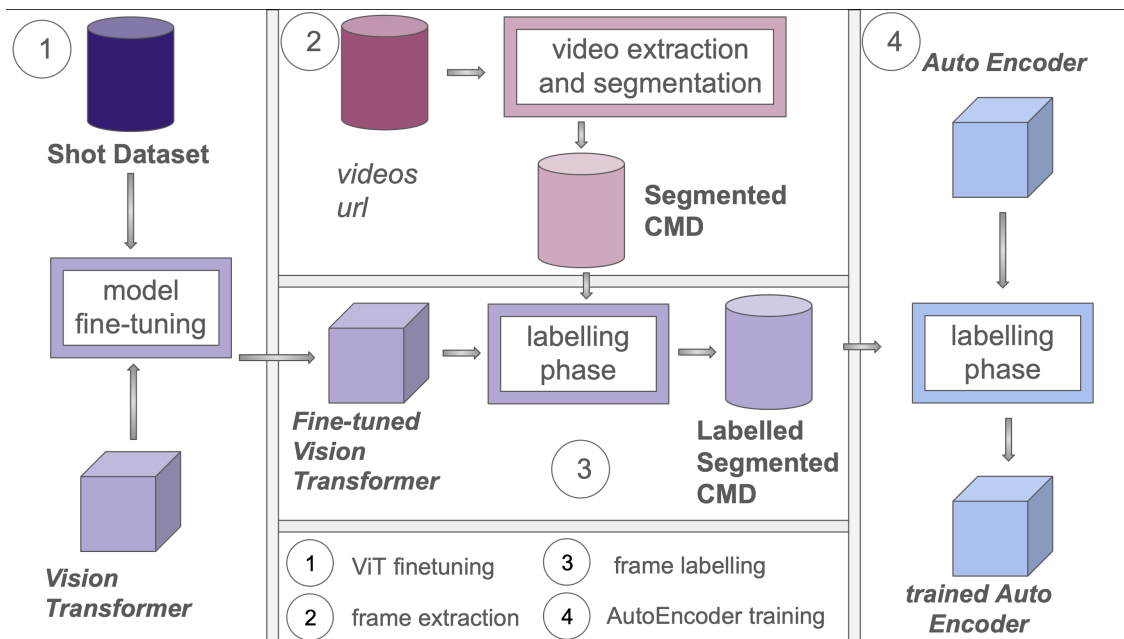 1
Shot Dataset
model
fine-tuning
Vision
Transformer
2
videos
url
video extraction
and segmentation
Segmented
CMD
Fine-tuned
Vision
Transformer
labelling
phase
3
Labelled
Segmented
CMD
4
Auto Encoder
labelling
phase
trained Auto
Encoder
1 ViT finetuning
2 frame extraction
3 frame labelling
4 AutoEncoder training